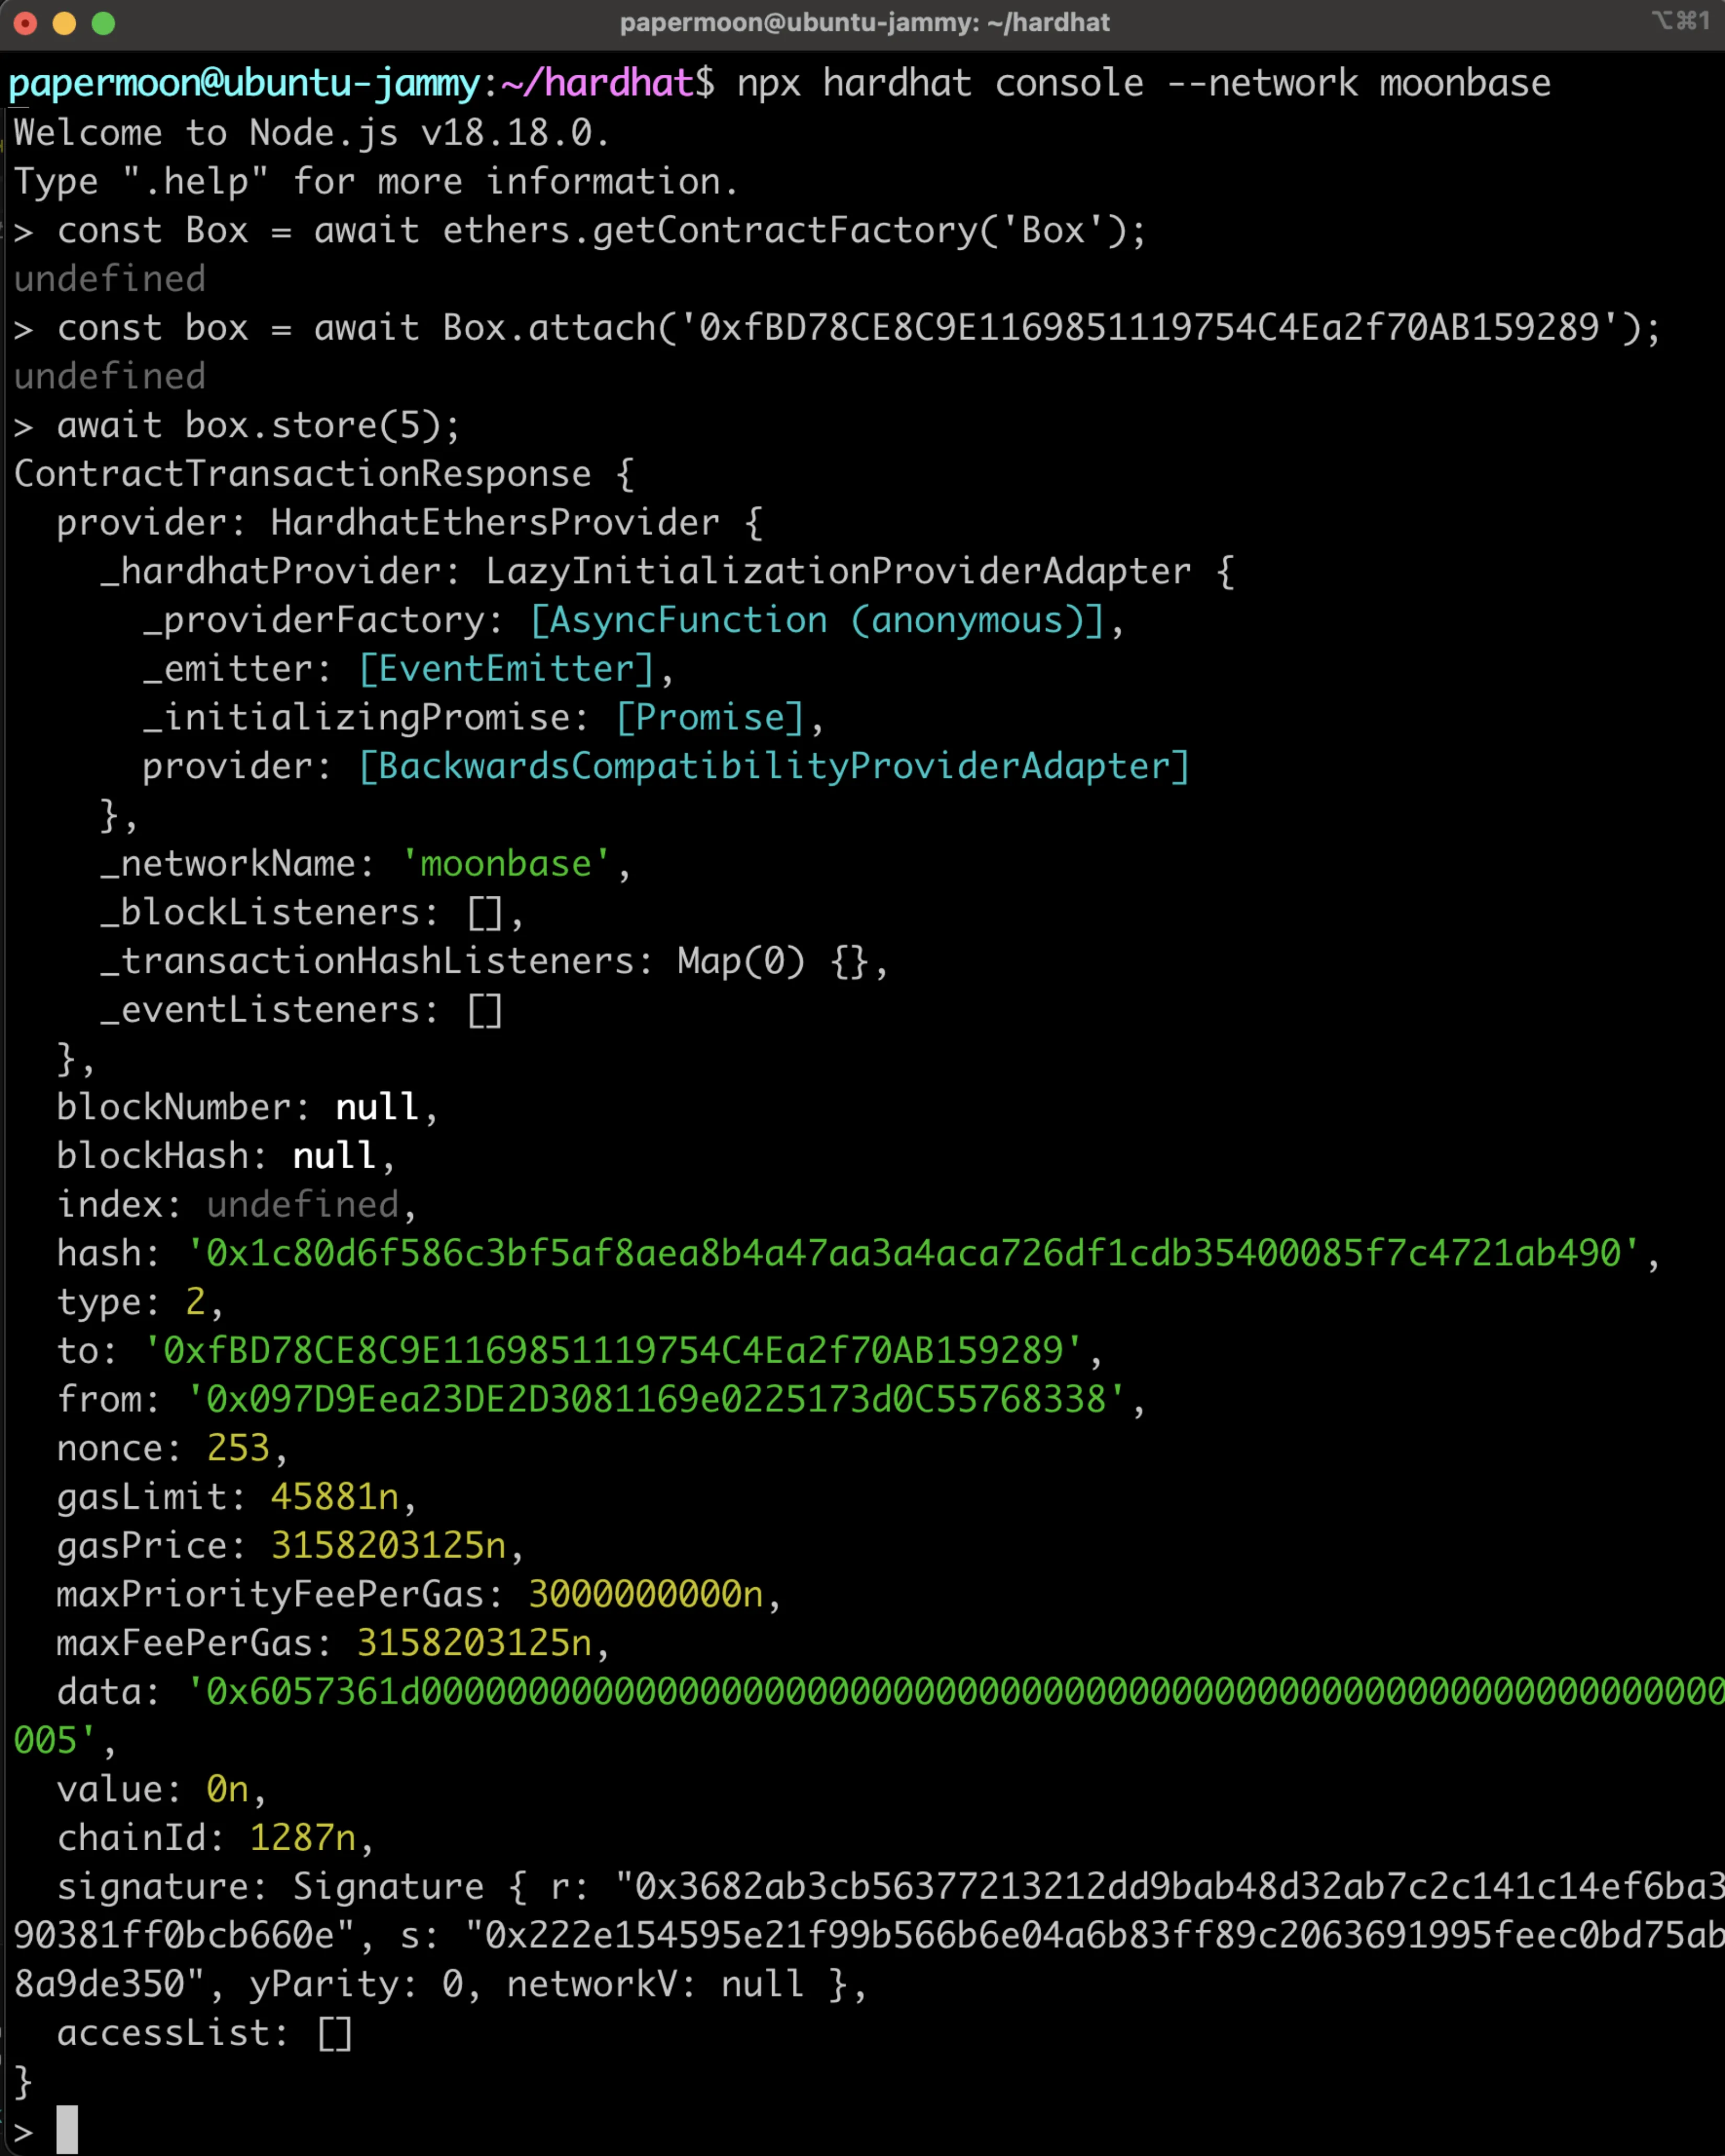 papermoon@ubuntu-jammy: ~/hardhat
⌥⌘1
papermoon@ubuntu-jammy:~/hardhat$ npx hardhat console --network moonbase
Welcome to Node.js v18.18.0.
Type ".help" for more information.
> const Box = await ethers.getContractFactory('Box');
undefined
> const box = await Box.attach('0xfBD78CE8C9E1169851119754C4Ea2f70AB159289');
undefined
> await box.store(5);
ContractTransactionResponse {
  provider: HardhatEthersProvider {
    _hardhatProvider: LazyInitializationProviderAdapter {
      _providerFactory: [AsyncFunction (anonymous)],
      _emitter: [EventEmitter],
      _initializingPromise: [Promise],
      provider: [BackwardsCompatibilityProviderAdapter]
    },
    _networkName: 'moonbase',
    _blockListeners: [],
    _transactionHashListeners: Map(0) {},
    _eventListeners: []
  },
  blockNumber: null,
  blockHash: null,
  index: undefined,
  hash: '0x1c80d6f586c3bf5af8aea8b4a47aa3a4aca726df1cdb35400085f7c4721ab490',
  type: 2,
  to: '0xfBD78CE8C9E1169851119754C4Ea2f70AB159289',
  from: '0x097D9Eea23DE2D3081169e0225173d0C55768338',
  nonce: 253,
  gasLimit: 45881n,
  gasPrice: 3158203125n,
  maxPriorityFeePerGas: 3000000000n,
  maxFeePerGas: 3158203125n,
  data: '0x6057361d0000000000000000000000000000000000000000000000000000000000000
005',
  value: 0n,
  chainId: 1287n,
  signature: Signature { r: "0x3682ab3cb56377213212dd9bab48d32ab7c2c141c14ef6ba3
90381ff0bcb660e", s: "0x222e154595e21f99b566b6e04a6b83ff89c2063691995feec0bd75ab
8a9de350", yParity: 0, networkV: null },
  accessList: []
}
>